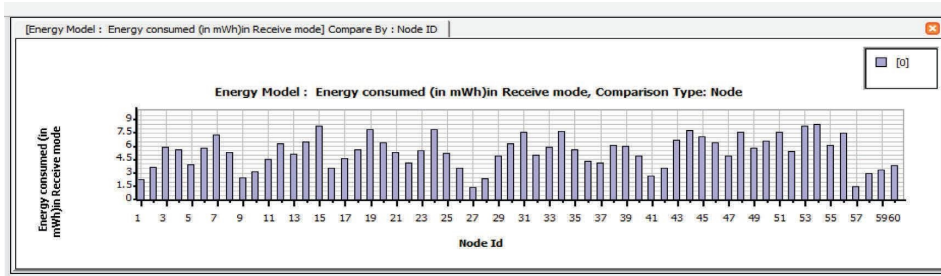 [Energy Model : Energy consumed (in mWh)in Receive mode] Compare By : Node ID
[0]
Energy Model : Energy consumed (in mWh)in Receive mode, Comparison Type: Node
Energy consumed (in
mWh)in Receive mode
9
7.5
6
4.5
3
1.5
0
1 3 5 7 9 11 13 15 17 19 21 23 25 27 29 31 33 35 37 39 41 43 45 47 49 51 53 55 57 59 60
Node Id